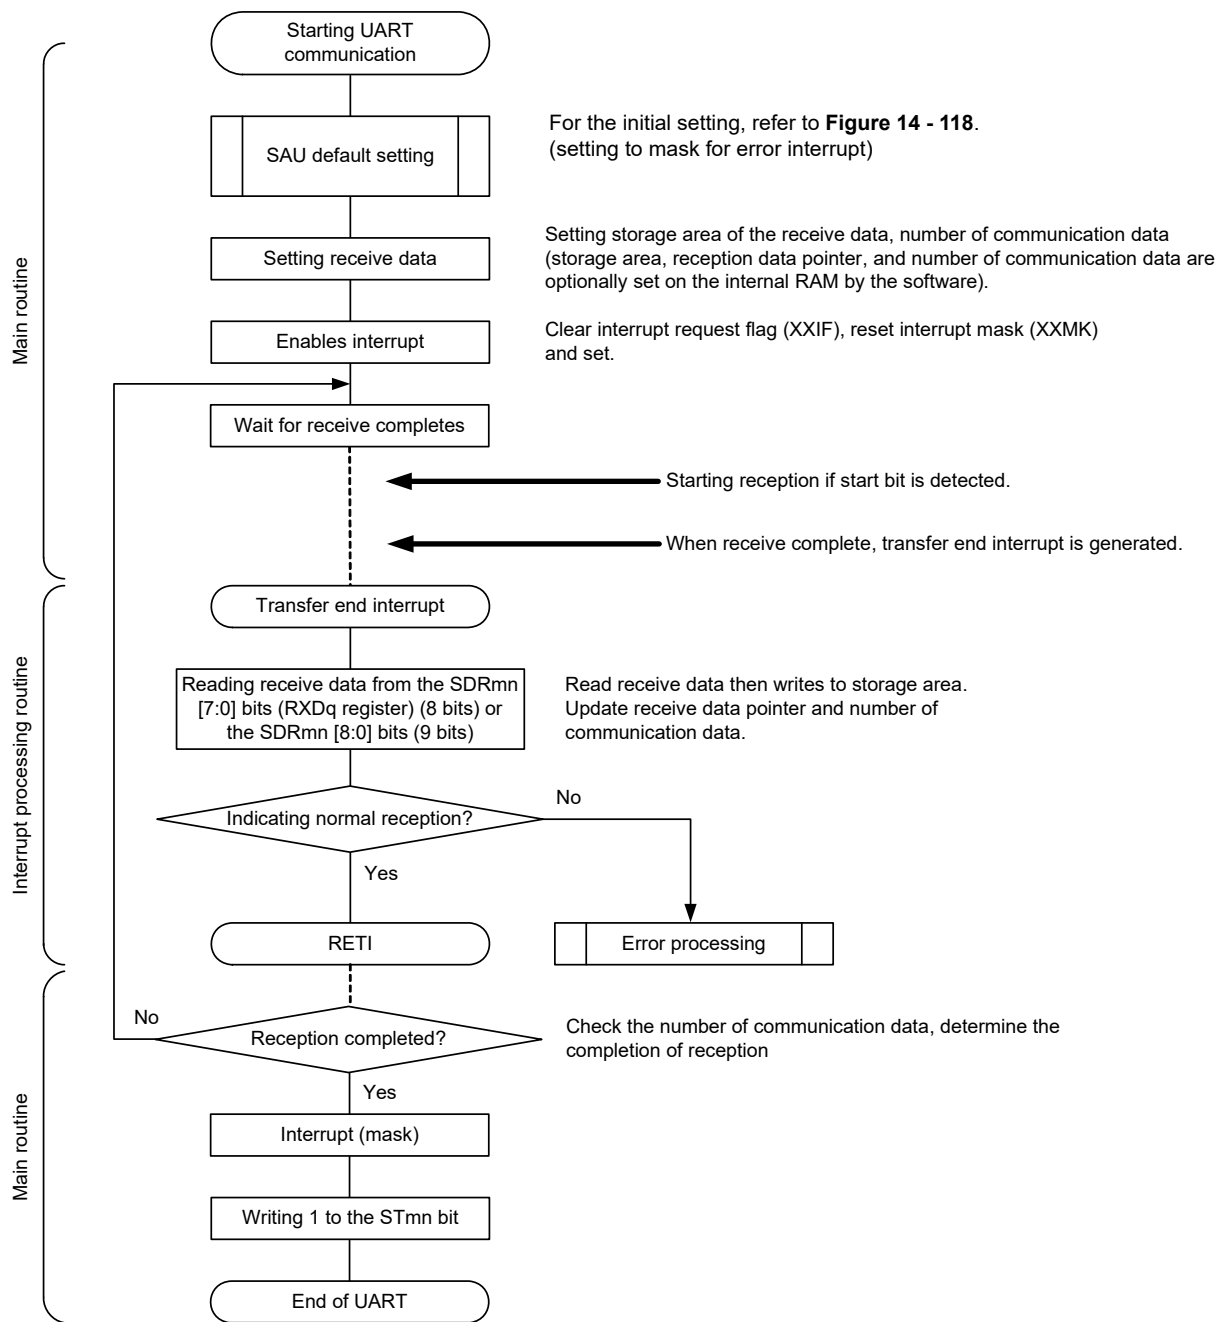 Starting UART
communication
Main routine
SAU default setting
For the initial setting, refer to Figure 14 - 118.
(setting to mask for error interrupt)
Setting receive data
Setting storage area of the receive data, number of communication data
(storage area, reception data pointer, and number of communication data are
optionally set on the internal RAM by the software).
Enables interrupt
Clear interrupt request flag (XXIF), reset interrupt mask (XXMK)
and set.
Wait for receive completes
Starting reception if start bit is detected.
When receive complete, transfer end interrupt is generated.
Interrupt processing routine
Transfer end interrupt
Reading receive data from the SDRmn
[7:0] bits (RXDq register) (8 bits) or
the SDRmn [8:0] bits (9 bits)
Read receive data then writes to storage area.
Update receive data pointer and number of
communication data.
Indicating normal reception?
No
Yes
RETI
Error processing
Main routine
No
Reception completed?
Check the number of communication data, determine the
completion of reception
Yes
Interrupt (mask)
Writing 1 to the STmn bit
End of UART